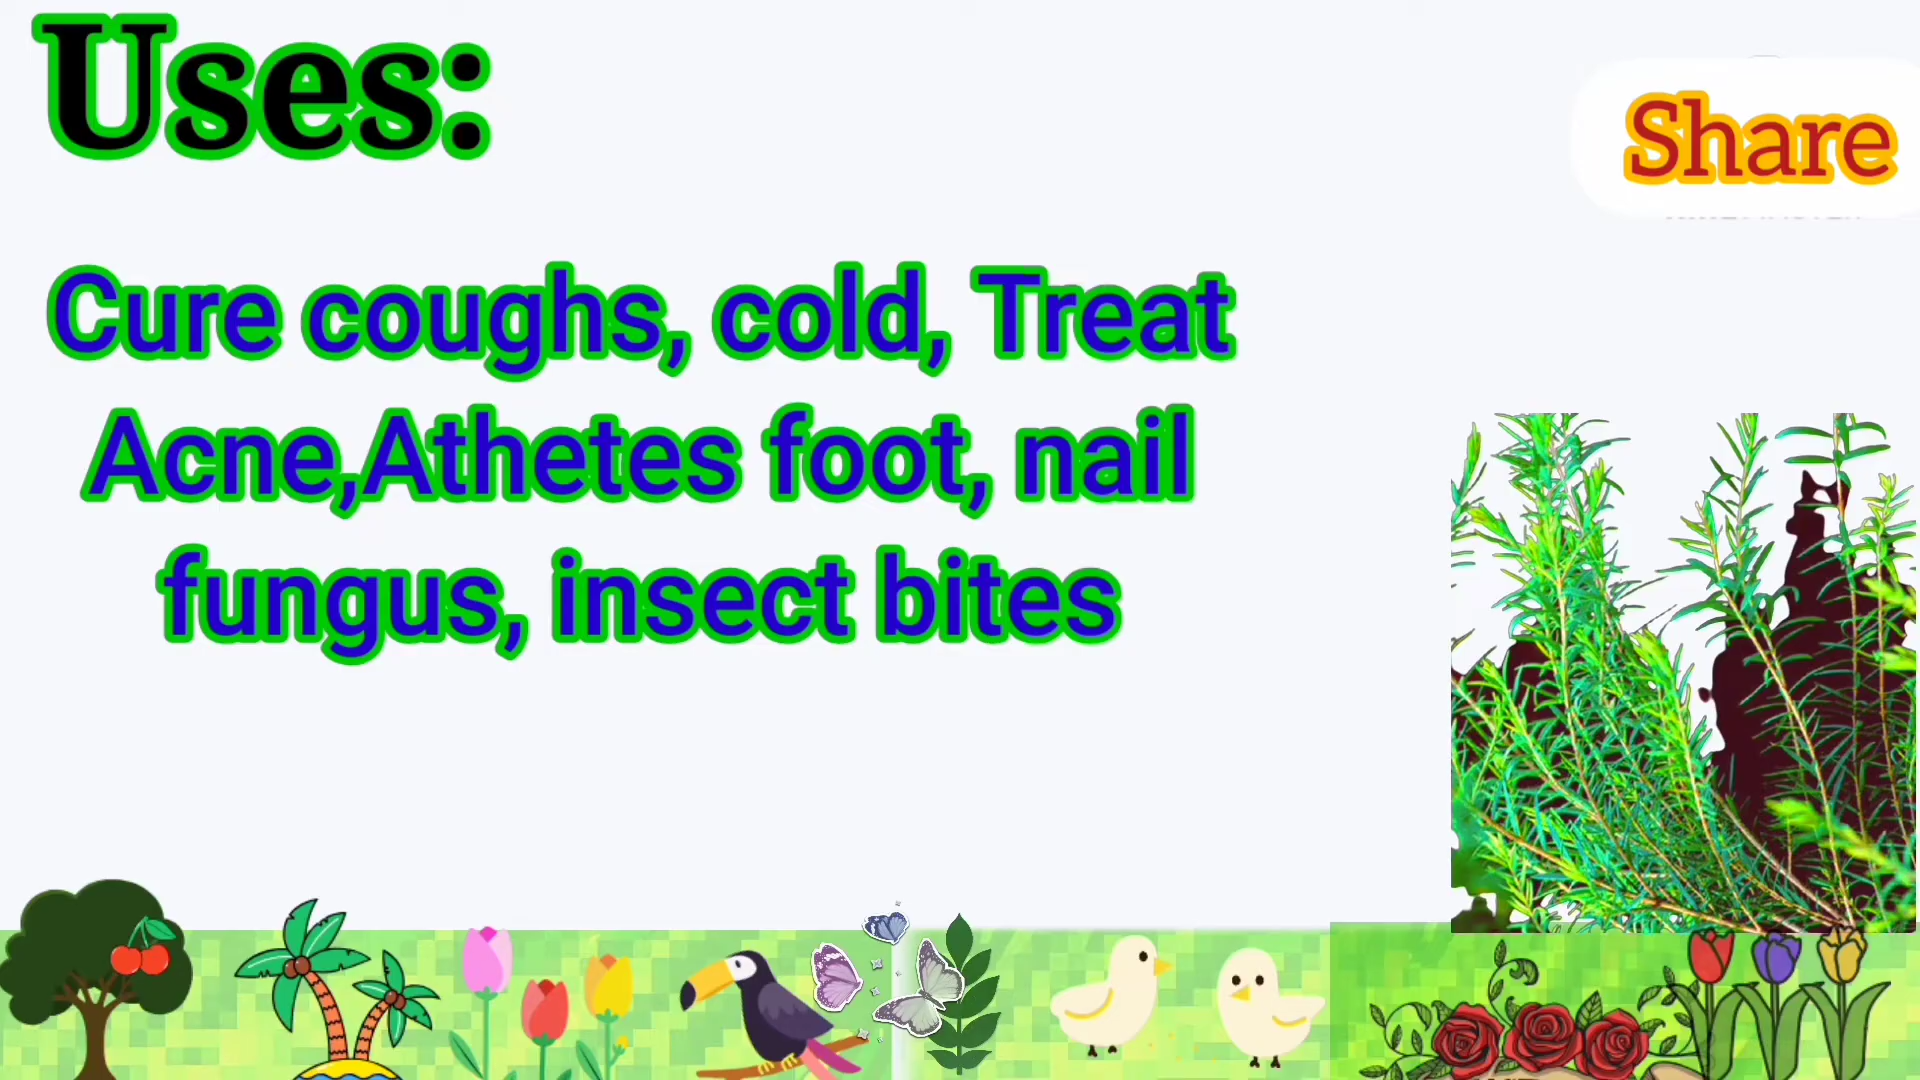 Uses:
Share
Cure coughs, cold, Treat
Acne,Athetes foot, nail
fungus, insect bites